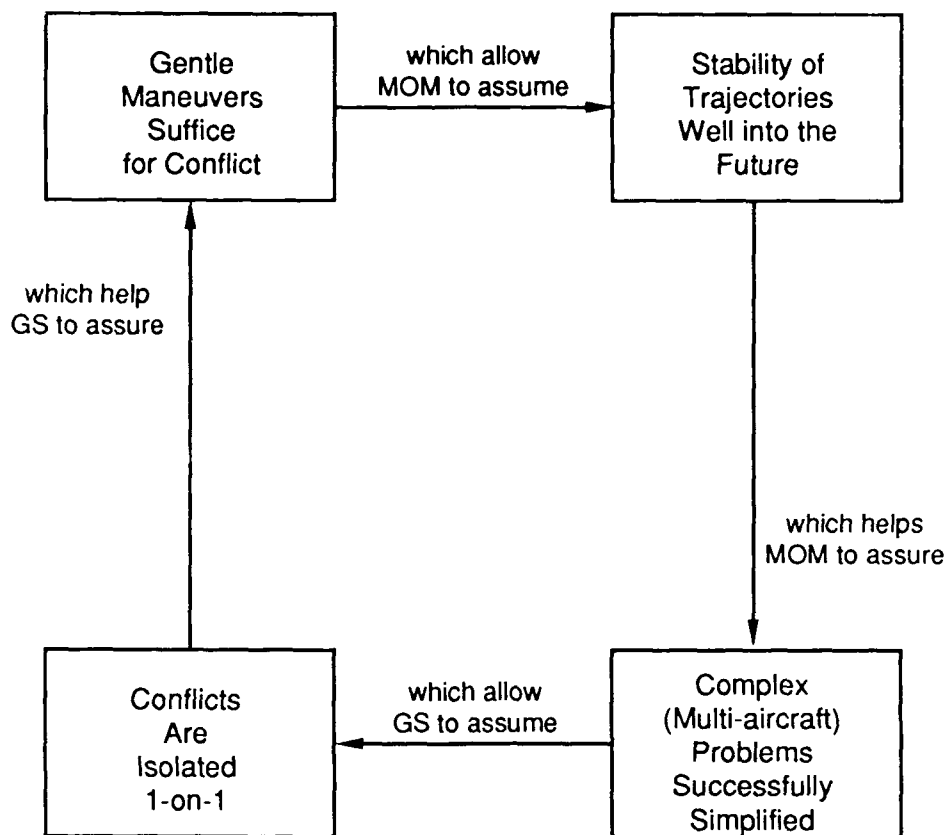 Gentle
Maneuvers
Suffice
for Conflict
which allow
MOM to assume
Stability of
Trajectories
Well into the
Future
which help
GS to assure
which helps
MOM to assure
Conflicts
Are
Isolated
1-on-1
which allow
GS to assume
Complex
(Multi-aircraft)
Problems
Successfully
Simplified